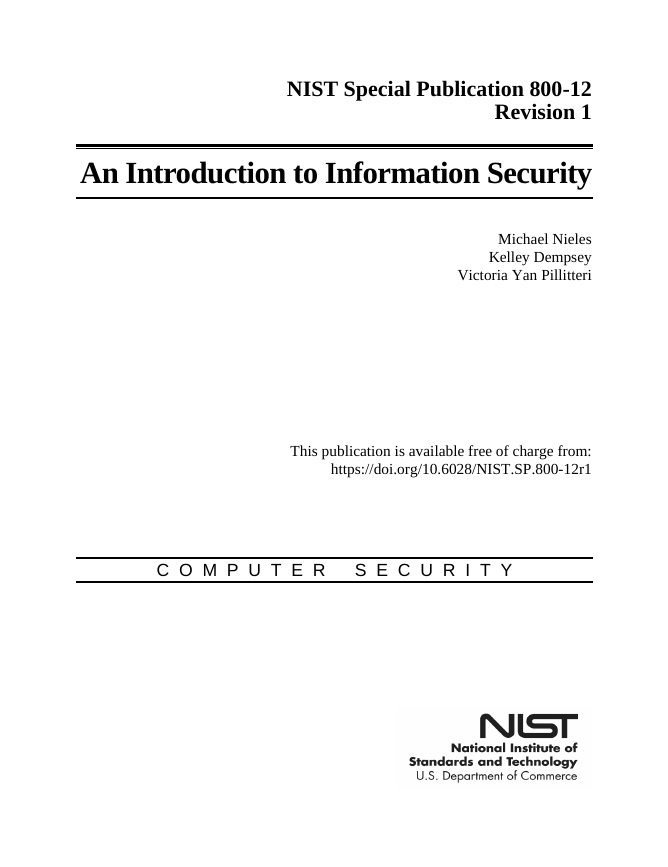 NIST Special Publication 800-12
Revision 1
An Introduction to Information Security
Michael Nieles
Kelley Dempsey
Victoria Yan Pillitteri
This publication is available free of charge from:
https://doi.org/10.6028/NIST.SP.800-12r1
COMPUTER SECURITY
NIST
National Institute of
Standards and Technology
U.S. Department of Commerce